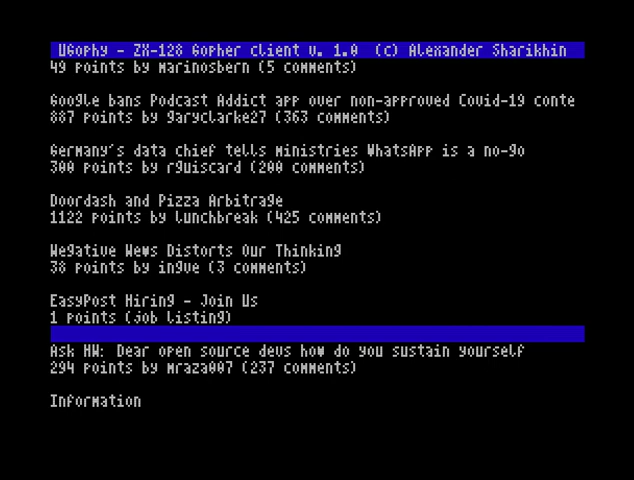 UGophy - ZX-128 Gopher client v. 1.0 (c) Alexander Sharikhin
49 points by marinosbern (5 comments)
Google bans Podcast Addict app over non-approved Covid-19 conte
887 points by garyclarke27 (363 comments)
Germany's data chief tells ministries WhatsApp is a no-go
300 points by rguiscard (200 comments)
Doordash and Pizza Arbitrage
1122 points by lunchbreak (425 comments)
Negative News Distorts Our Thinking
38 points by ingve (3 comments)
EasyPost Hiring - Join Us
1 points (job listing)
Ask HN: Dear open source devs how do you sustain yourself
294 points by mraza007 (237 comments)
Information